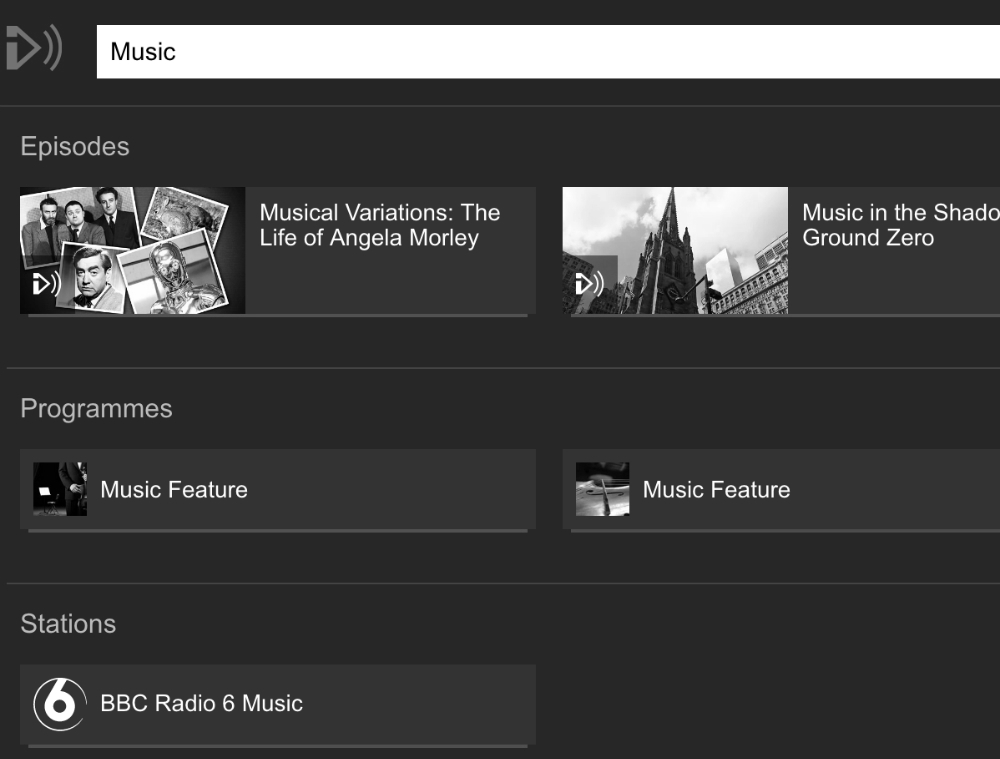 Music
Episodes
Musical Variations: The
Life of Angela Morley
Music in the Shado
Ground Zero
Programmes
Music Feature
Music Feature
Stations
6
BBC Radio 6 Music